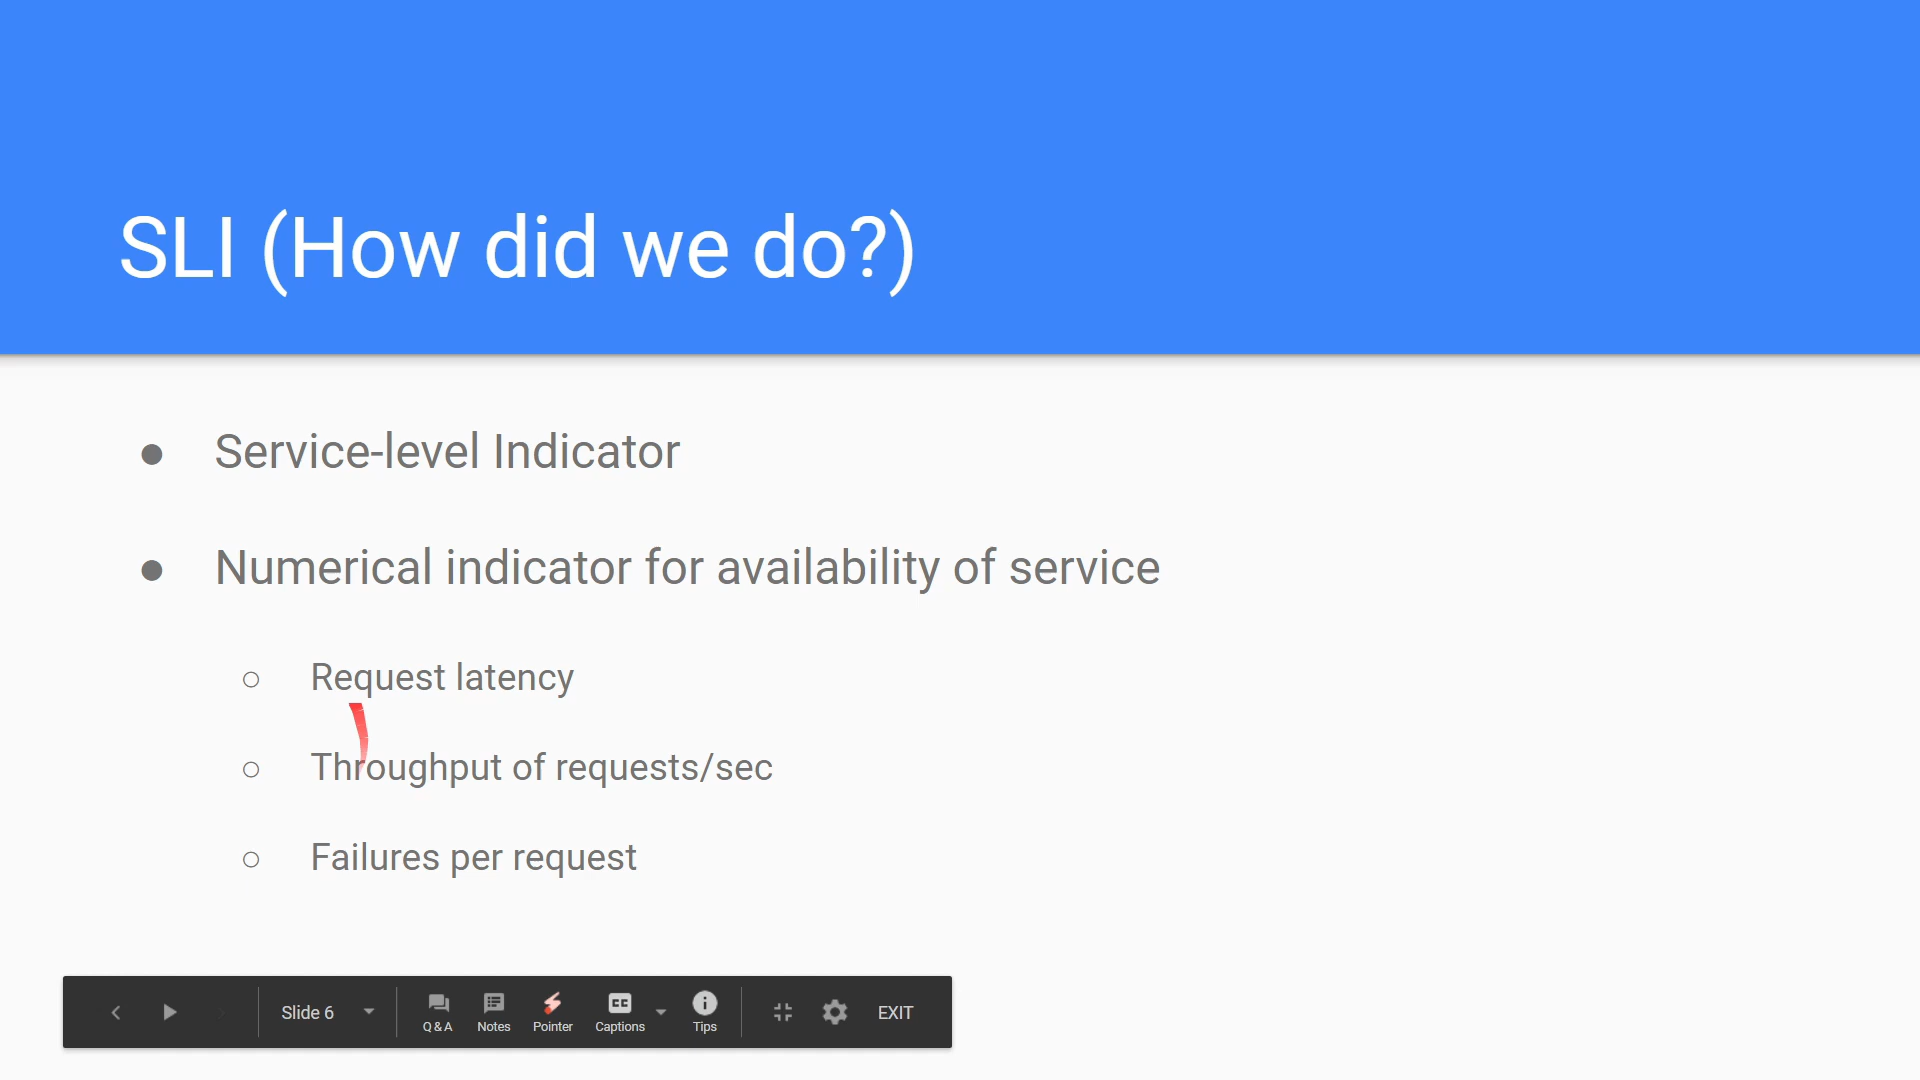 SLI (How did we do?)
● Service-level Indicator
● Numerical indicator for availability of service
○ Request latency
○ Throughput of requests/sec
○ Failures per request
Slide 6 Q&A Notes Pointer Captions Tips EXIT